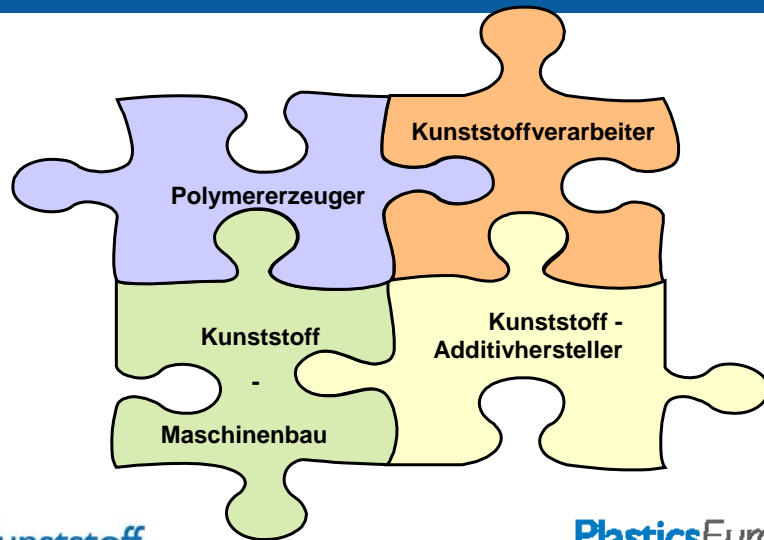 Kunststoffverarbeiter
Polymererzeuger
Kunststoff
-
Maschinenbau
Kunststoff -
Additivhersteller